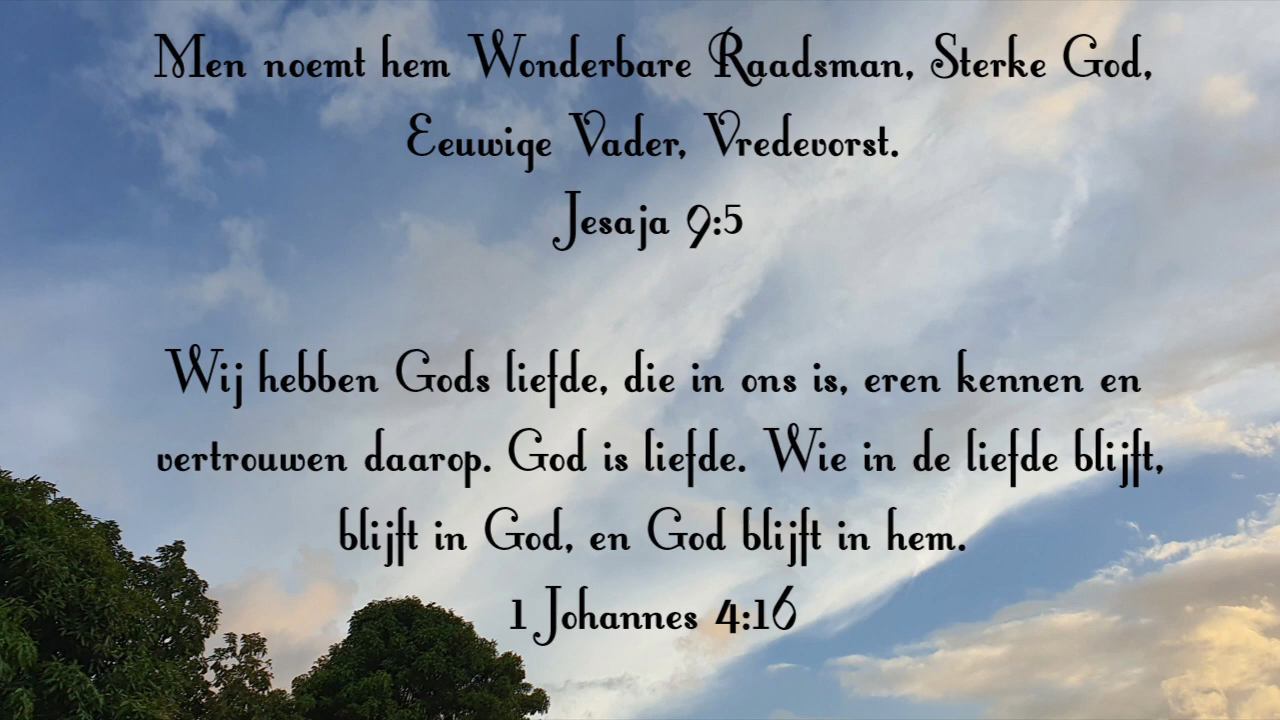 Men noemt hem Wonderbare Raadsman, Sterke God,
Eeuwige Vader, Vredevorst.
Jesaja 9:5
Wij hebben Gods liefde, die in ons is, eren kennen en
vertrouwen daarop. God is liefde. Wie in de liefde blijft,
blijft in God, en God blijft in hem.
1 Johannes 4:16